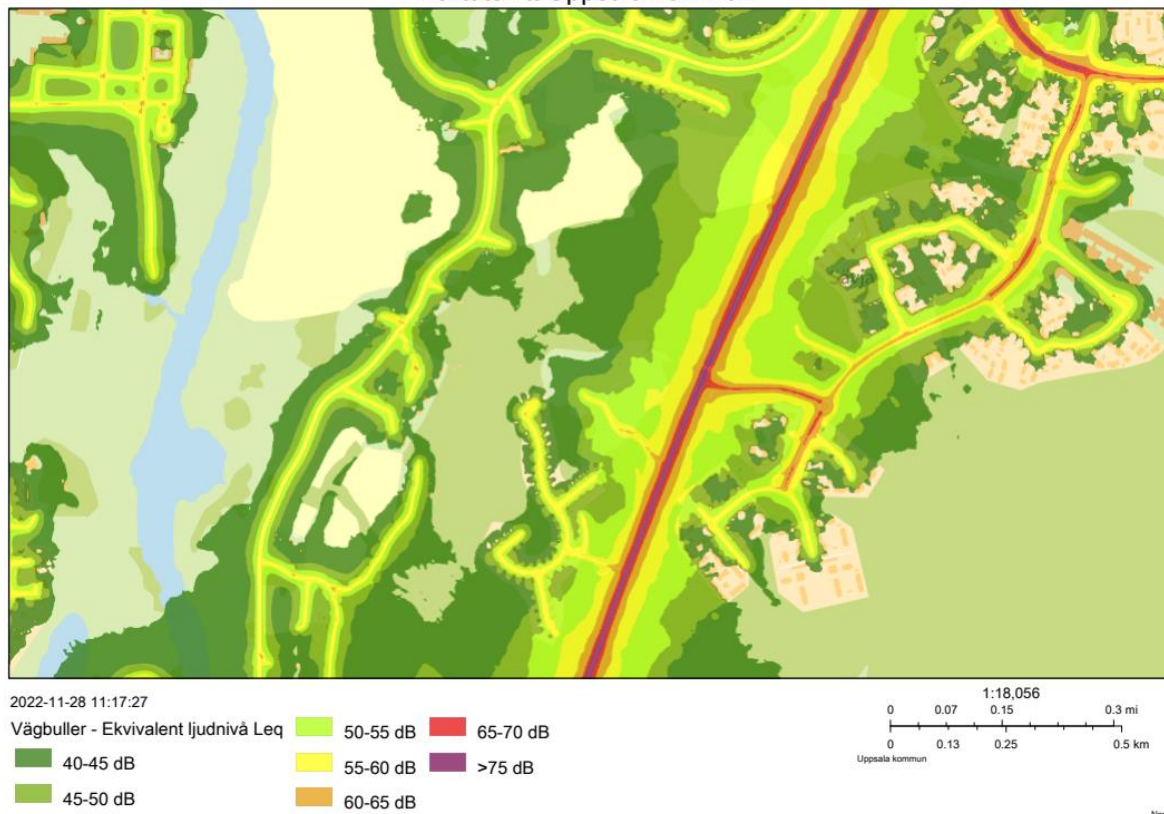 2022-11-28 11:17:27
Vägbuller - Ekvivalent ljudnivå Leq
40-45 dB
45-50 dB
50-55 dB
55-60 dB
60-65 dB
65-70 dB
>75 dB
1:18,056
0 0.07 0.15 0.3 mi
0 0.13 0.25 0.5 km
Uppsala kommun